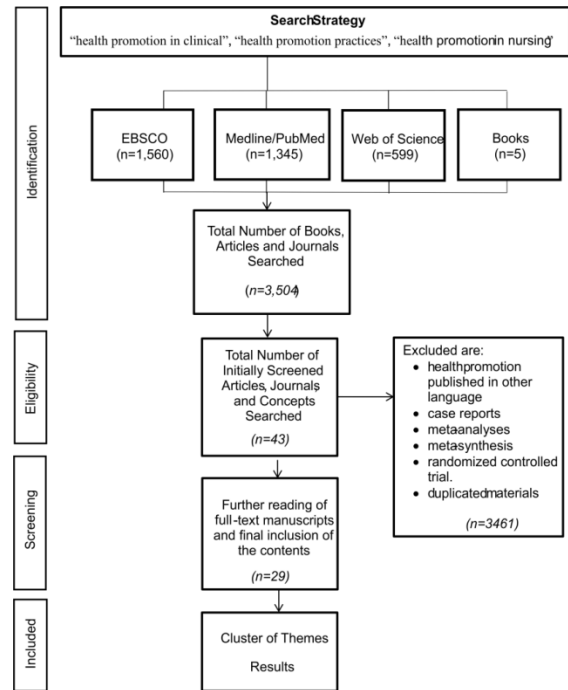 SearchStrategy
“health promotion in clinical”, “health promotion practices”, “health promotionin nursing”
Identification
EBSCO
(n=1,560)
Medline/PubMed
(n=1,345)
Web of Science
(n=599)
Books
(n=5)
Total Number of Books,
Articles and Journals
Searched
(n=3,504)
Eligibility
Total Number of
Initially Screened
Articles, Journals
and Concepts
Searched
(n=43)
Excluded are:
• healthpromotion
published in other
language
• case reports
• metaanalyses
• metasynthesis
• randomized controlled
trial.
• duplicatedmaterials
(n=3461)
Screening
Further reading of
full-text manuscripts
and final inclusion of
the contents
(n=29)
Included
Cluster of Themes
Results